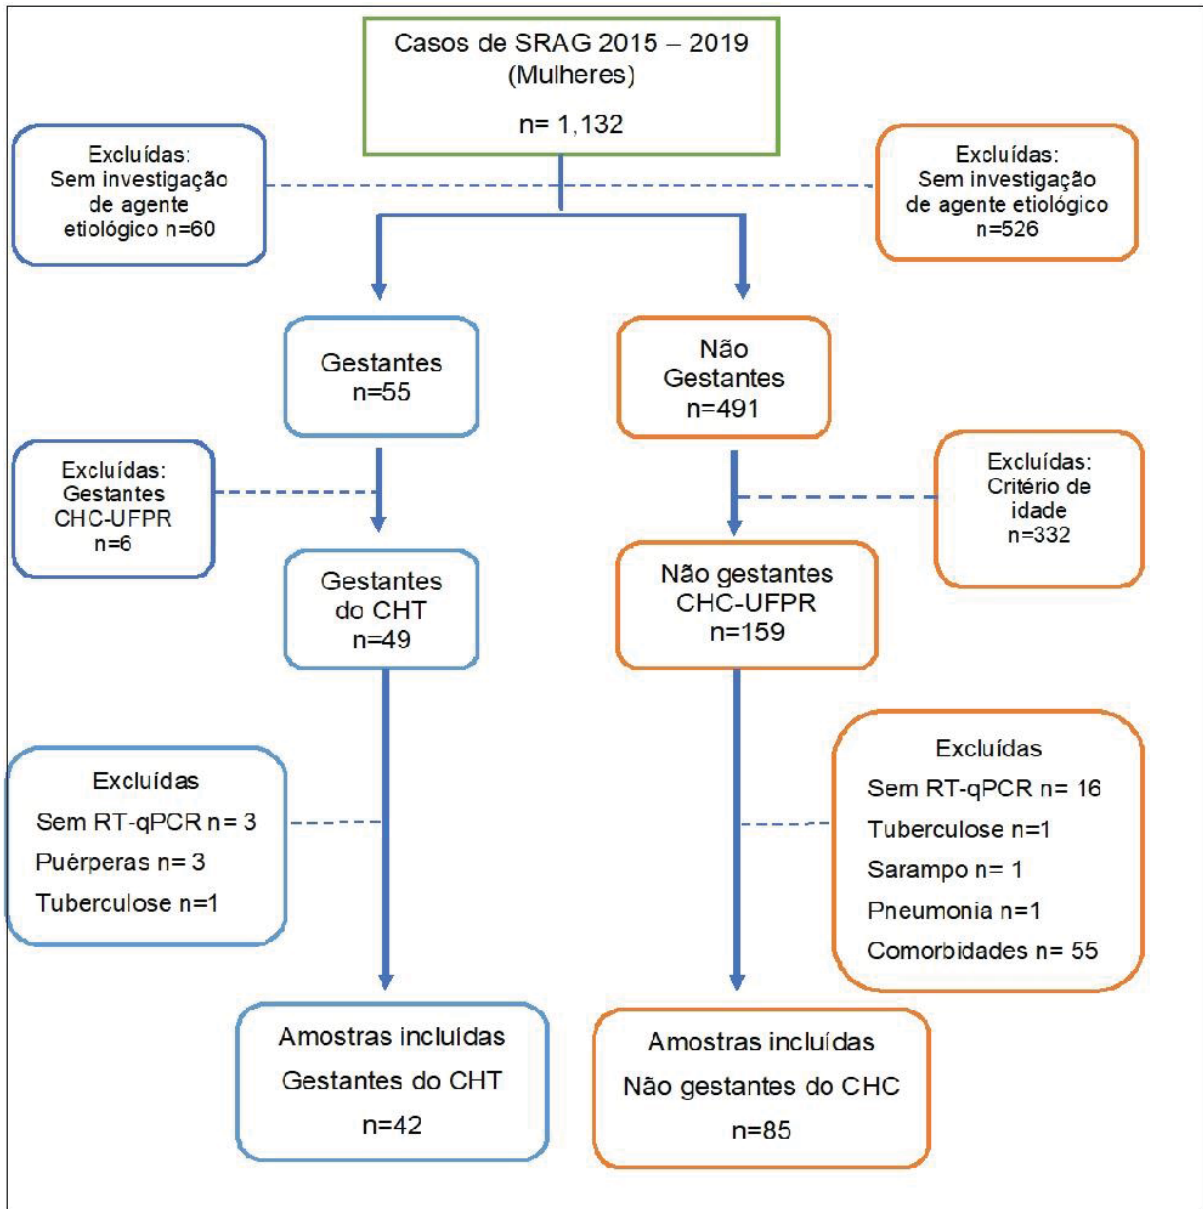 Casos de SRAG 2015 – 2019
(Mulheres)
n= 1,132
Excluídas:
Sem investigação
de agente
etiológico n=60
Excluídas:
Sem investigação
de agente etiológico
n=526
Gestantes
n=55
Não
Gestantes
n=491
Excluídas:
Gestantes
CHC-UFPR
n=6
Excluídas:
Critério de
idade
n=332
Gestantes
do CHT
n=49
Não gestantes
CHC-UFPR
n=159
Excluídas
Sem RT-qPCR n= 3
Puérperas n= 3
Tuberculose n=1
Excluídas
Sem RT-qPCR n= 16
Tuberculose n=1
Sarampo n= 1
Pneumonia n=1
Comorbidades n= 55
Amostras incluídas
Gestantes do CHT
n=42
Amostras incluídas
Não gestantes do CHC
n=85